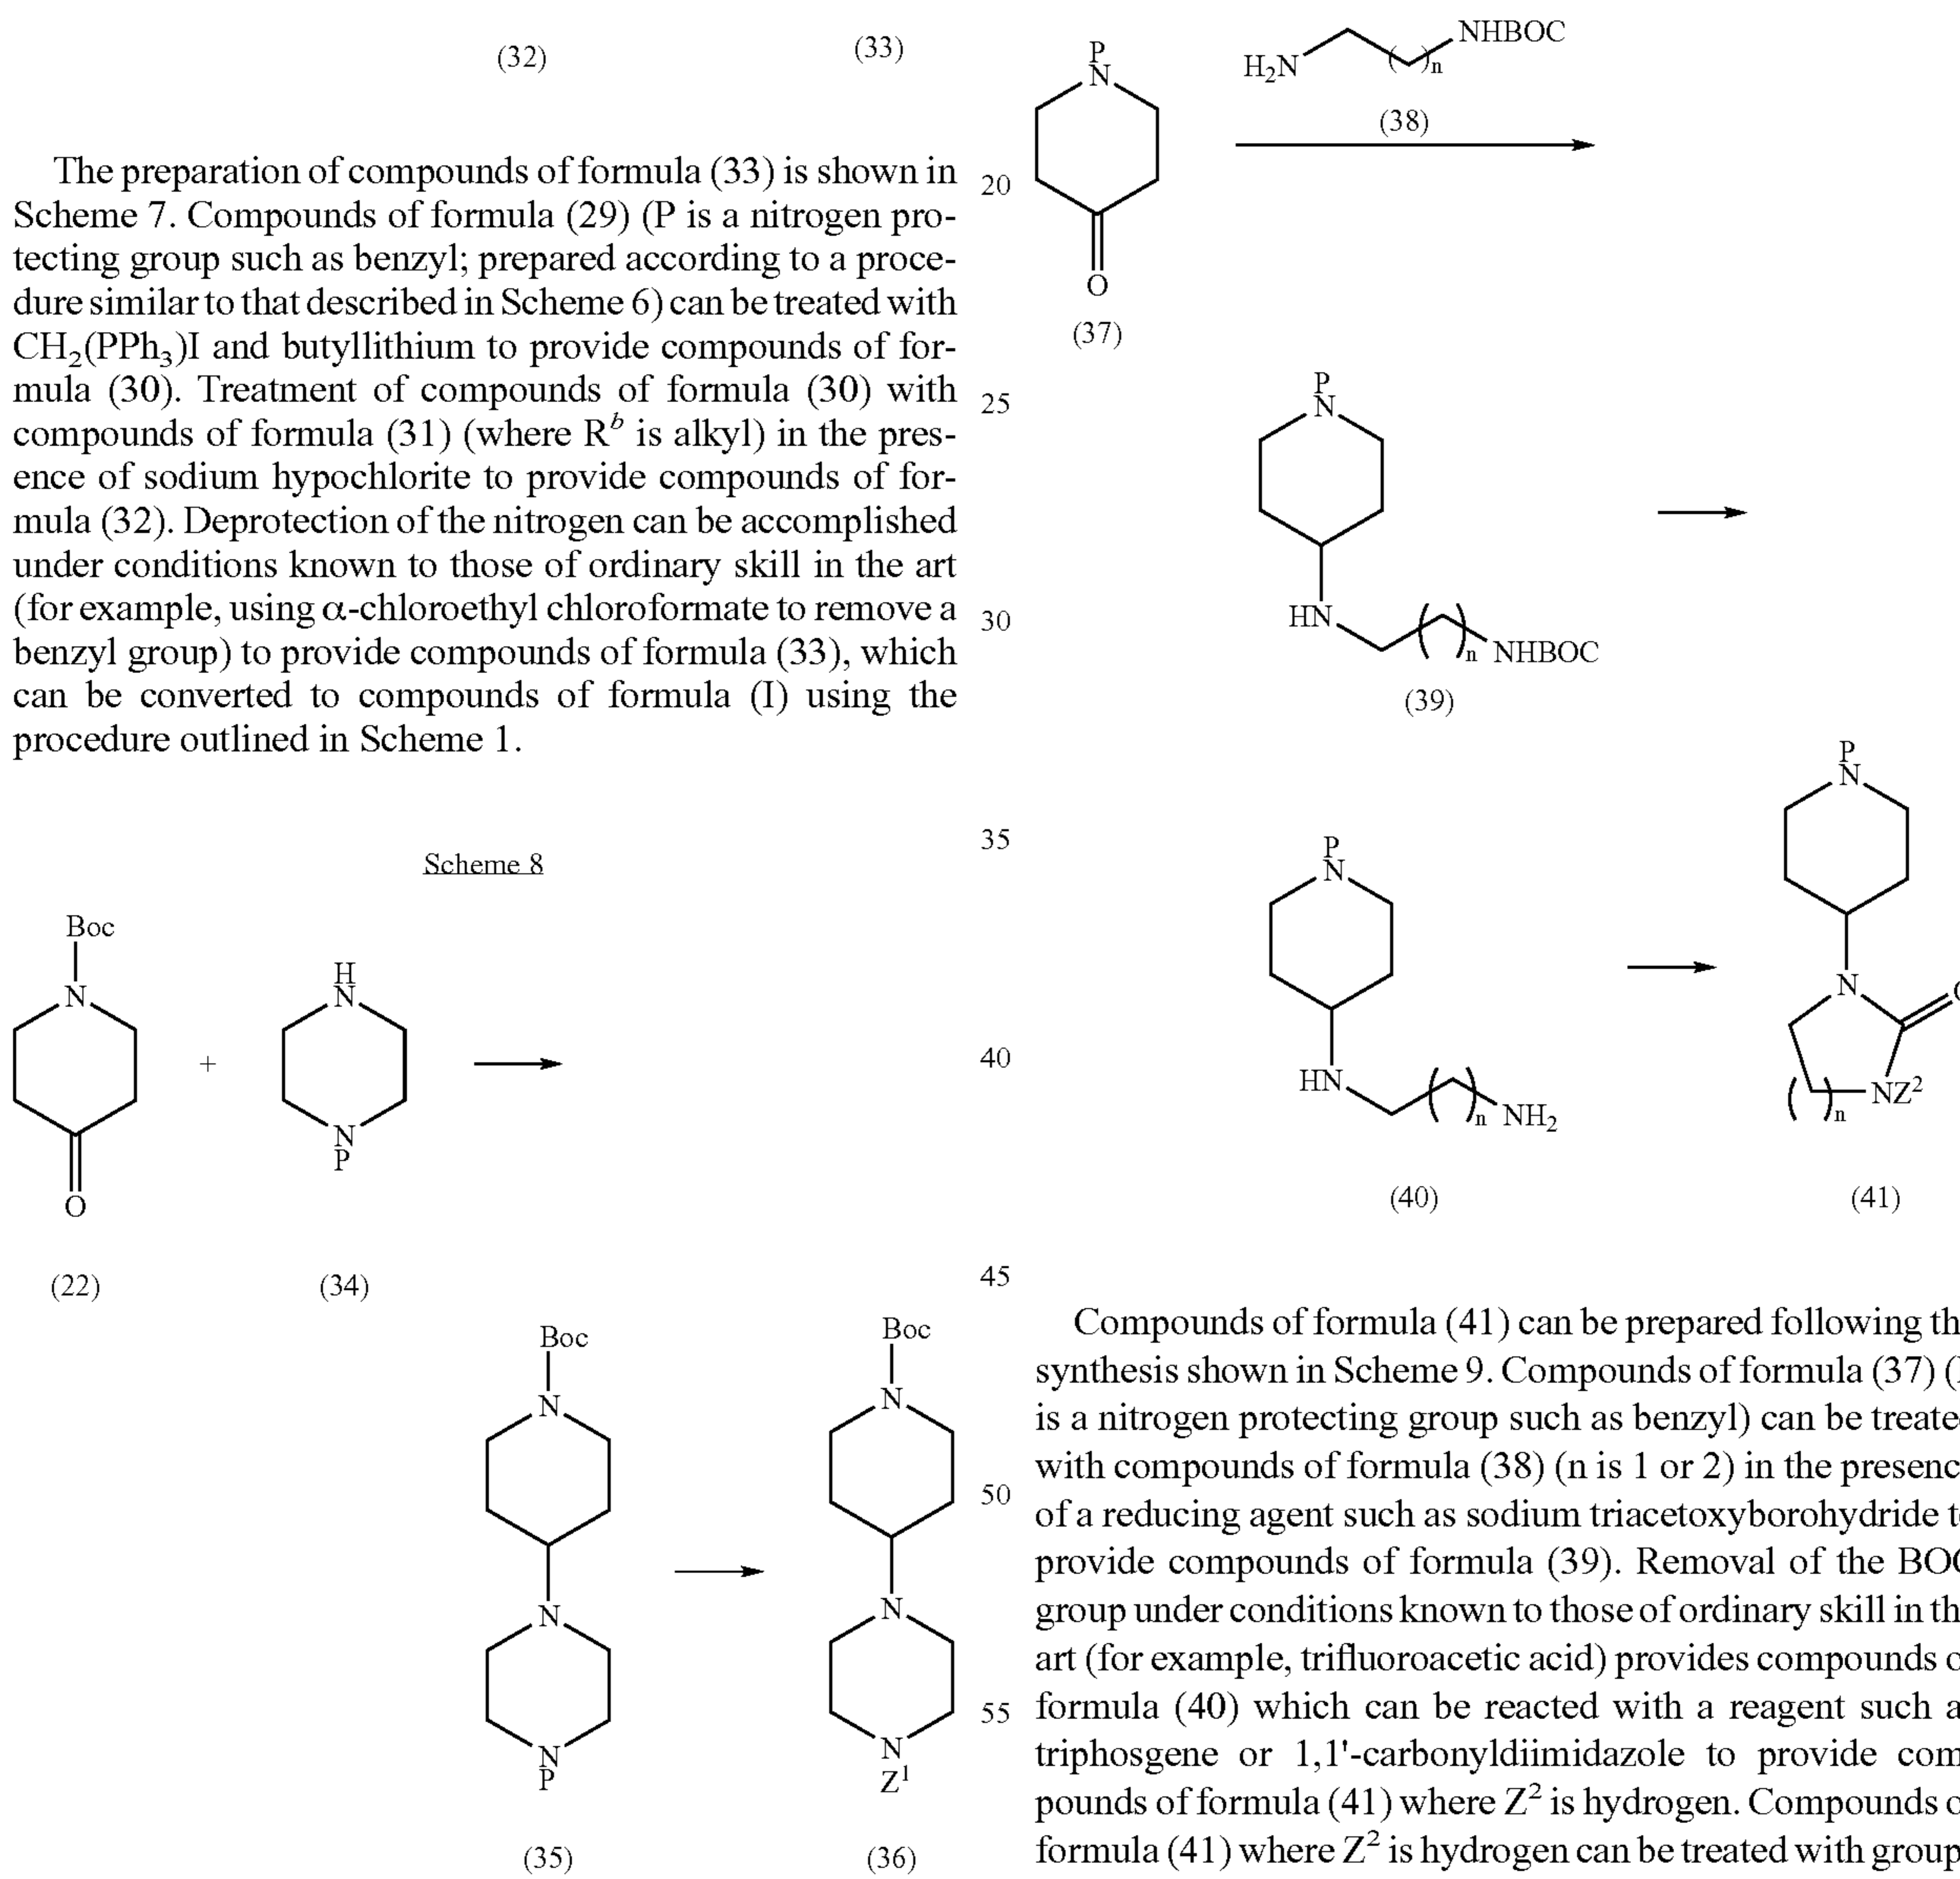 (32) (33)
The preparation of compounds of formula (33) is shown in
Scheme 7. Compounds of formula (29) (P is a nitrogen pro-
tecting group such as benzyl; prepared according to a proce-
dure similar to that described in Scheme 6) can be treated with
CH₂(PPh₃)I and butyllithium to provide compounds of for-
mula (30). Treatment of compounds of formula (30) with
compounds of formula (31) (where Rᵇ is alkyl) in the pres-
ence of sodium hypochlorite to provide compounds of for-
mula (32). Deprotection of the nitrogen can be accomplished
under conditions known to those of ordinary skill in the art
(for example, using α-chloroethyl chloroformate to remove a
benzyl group) to provide compounds of formula (33), which
can be converted to compounds of formula (I) using the
procedure outlined in Scheme 1.
Scheme 8
Boc
N
O
+
H
N
N
P
(22) (34)
Boc
N
N
N
P
Boc
N
N
N
Z¹
(35) (36)
20
25
30
35
40
45
50
55
P
N
O
(37)
H₂N ( )n NHBOC
(38)
P
N
HN ( )n NHBOC
(39)
P
N
HN ( )n NH₂
(40)
P
N
N
( )n NZ²
(41)
Compounds of formula (41) can be prepared following
synthesis shown in Scheme 9. Compounds of formula (37)
is a nitrogen protecting group such as benzyl) can be
with compounds of formula (38) (n is 1 or 2) in the
of a reducing agent such as sodium triacetoxyborohydride
provide compounds of formula (39). Removal of the
group under conditions known to those of ordinary skill in
art (for example, trifluoroacetic acid) provides compounds
formula (40) which can be reacted with a reagent such
triphosgene or 1,1'-carbonyldiimidazole to provide com
pounds of formula (41) where Z² is hydrogen. Compounds
formula (41) where Z² is hydrogen can be treated with group